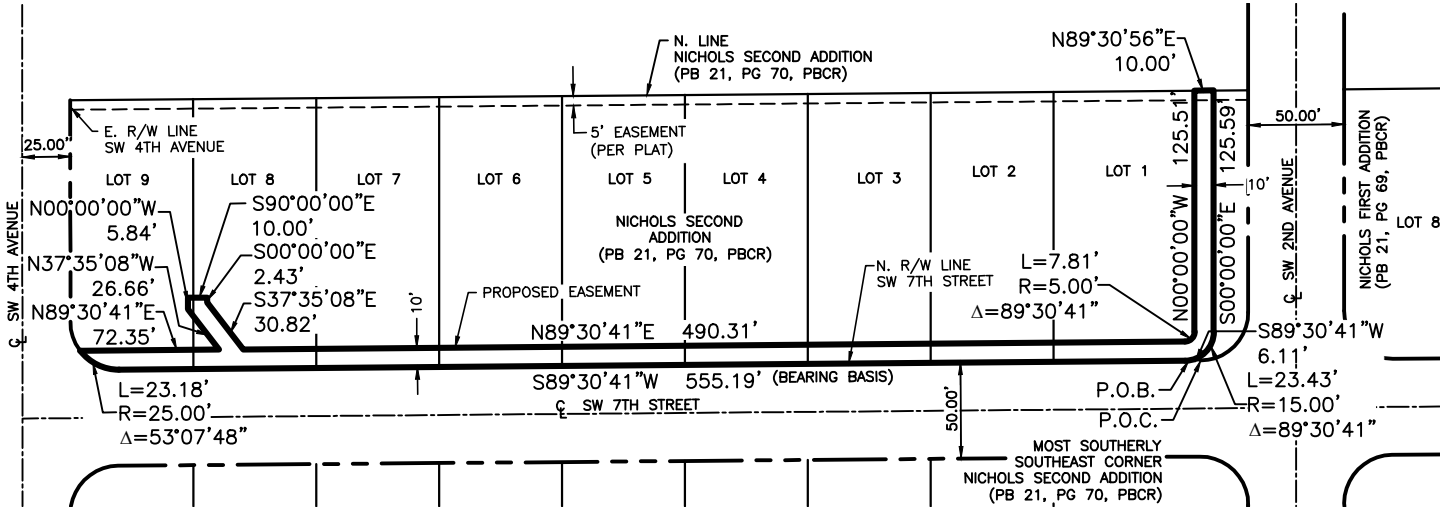 N. LINE
NICHOLS SECOND ADDITION
(PB 21, PG 70, PBCR)
N89°30'56"E
10.00'
E. R/W LINE
SW 4TH AVENUE
5' EASEMENT
(PER PLAT)
25.00"
50.00'
LOT 9
LOT 8
LOT 7
LOT 6
LOT 5
LOT 4
LOT 3
LOT 2
LOT 1
LOT 8
N00°00'00"W
5.84'
N37°35'08"W
26.66'
N89°30'41"E
72.35'
S90°00'00"E
10.00'
S00°00'00"E
2.43'
S37°35'08"E
30.82'
NICHOLS SECOND
ADDITION
(PB 21, PG 70, PBCR)
PROPOSED EASEMENT
10'
N. R/W LINE
SW 7TH STREET
L=7.81'
R=5.00'
Δ=89°30'41"
N00°00'00"W 125.51'
S00°00'00"E 125.59'
10'
℄ SW 2ND AVENUE
NICHOLS FIRST ADDITION
(PB 21, PG 69, PBCR)
℄ SW 4TH AVENUE
N89°30'41"E 490.31'
S89°30'41"W 555.19' (BEARING BASIS)
℄ SW 7TH STREET
L=23.18'
R=25.00'
Δ=53°07'48"
50.00'
P.O.B.
P.O.C.
S89°30'41"W
6.11'
L=23.43'
R=15.00'
Δ=89°30'41"
MOST SOUTHERLY
SOUTHEAST CORNER
NICHOLS SECOND ADDITION
(PB 21, PG 70, PBCR)